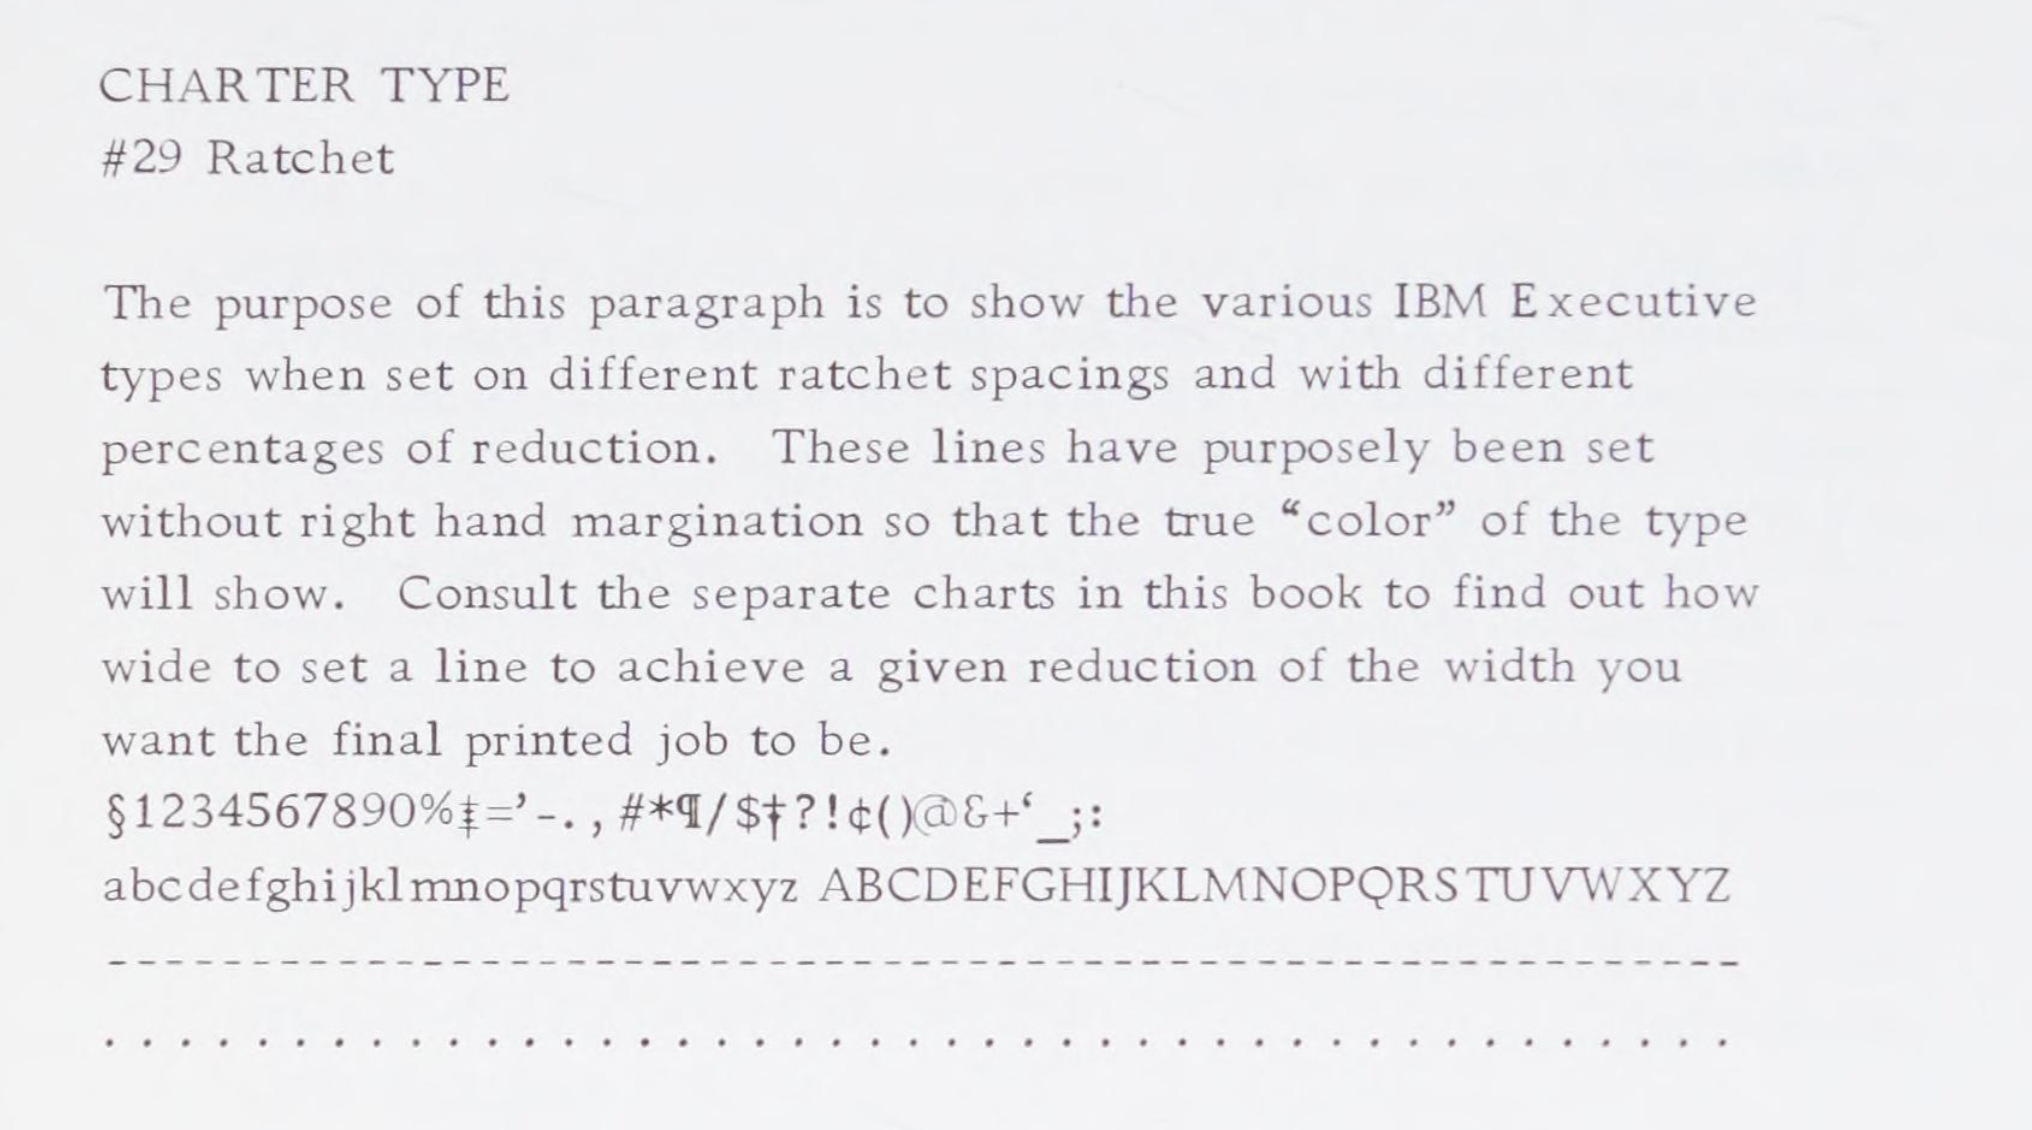 CHARTER TYPE
#29 Ratchet
The purpose of this paragraph is to show the various IBM Executive
types when set on different ratchet spacings and with different
percentages of reduction.  These lines have purposely been set
without right hand margination so that the true “color” of the type
will show.  Consult the separate charts in this book to find out how
wide to set a line to achieve a given reduction of the width you
want the final printed job to be.
§1234567890%‡=’-.,#*¶/$†?!¢()@&+‘_;:
abcdefghijklmnopqrstuvwxyz ABCDEFGHIJKLMNOPQRSTUVWXYZ
---------------------------------------------------------
. . . . . . . . . . . . . . . . . . . . . . . . . . . . . . . . . . . . . . . . . . .